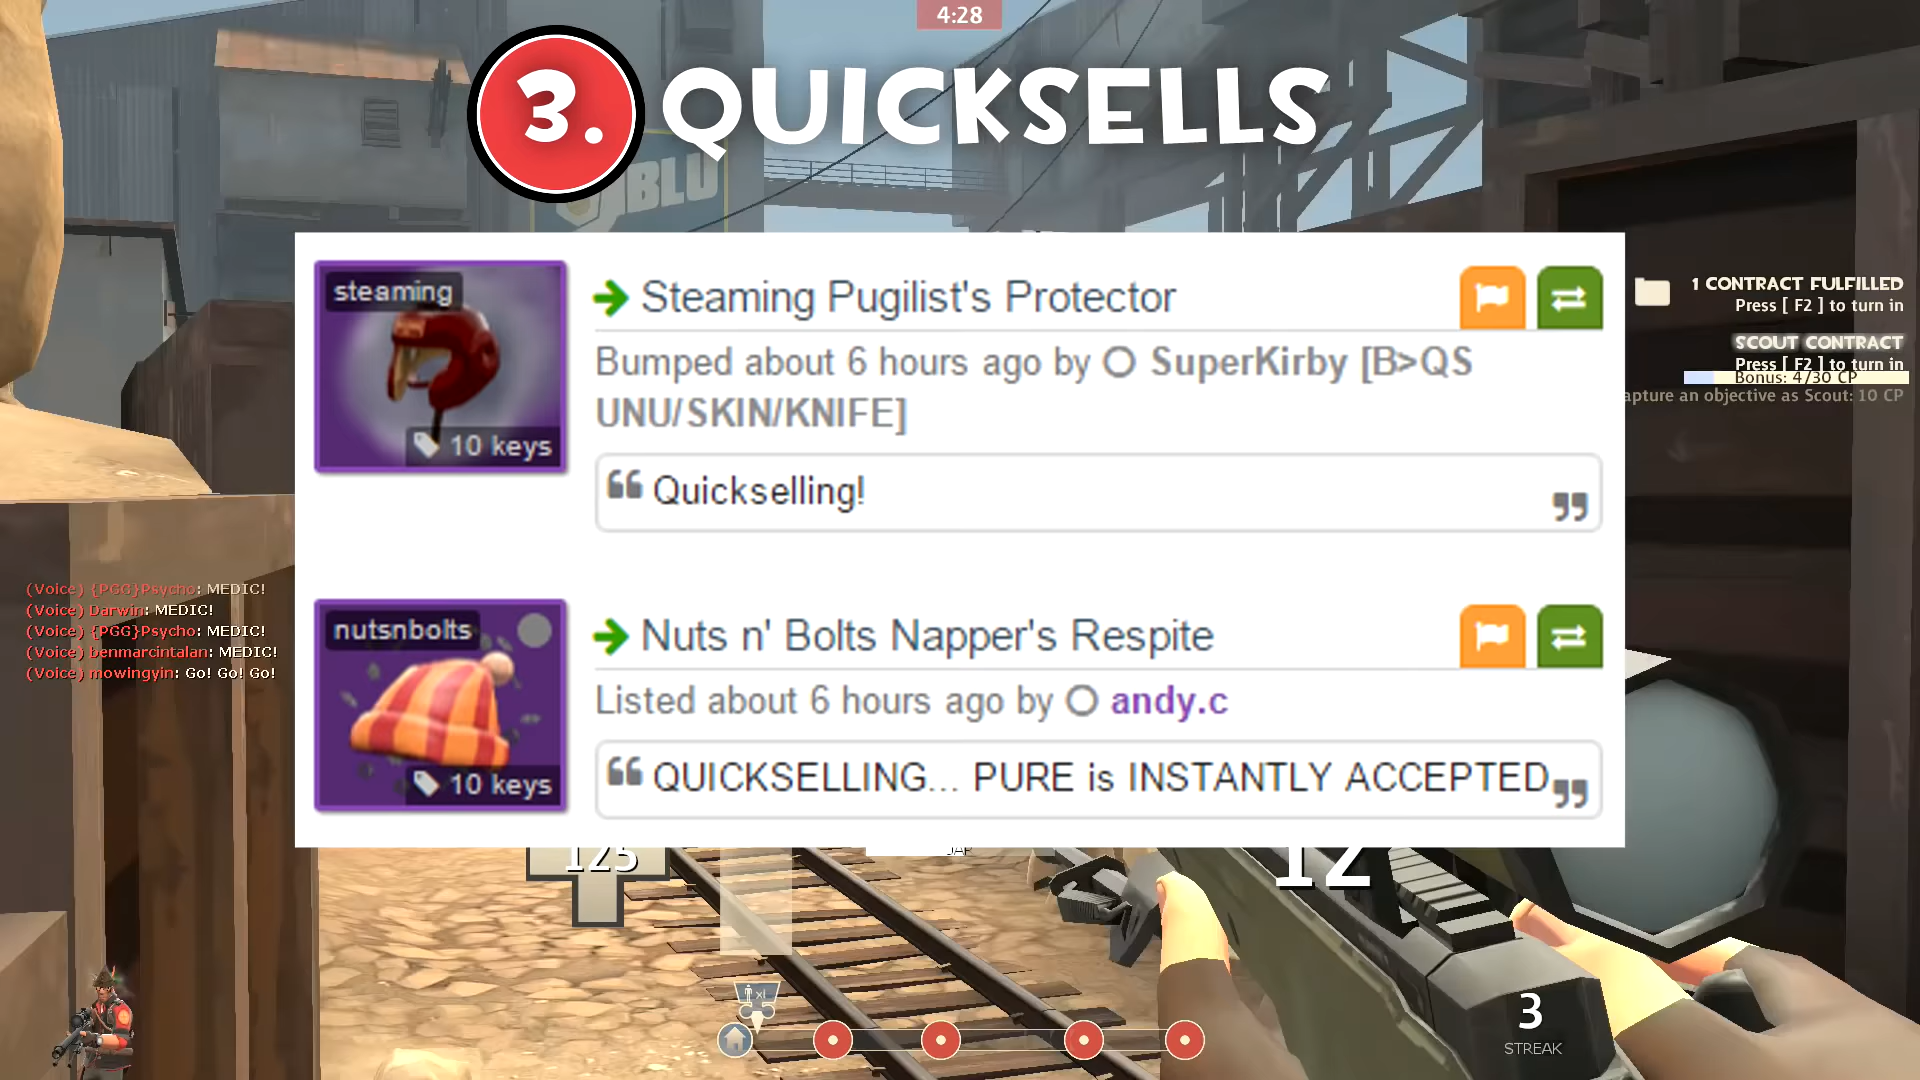 4:28
3. QUICKSELLS
BLU
steaming
Steaming Pugilist's Protector
Bumped about 6 hours ago by SuperKirby [B>QS
UNU/SKIN/KNIFE]
10 keys
“ Quickselling! ”
nutsnbolts
Nuts n' Bolts Napper's Respite
Listed about 6 hours ago by andy.c
10 keys
“ QUICKSELLING... PURE is INSTANTLY ACCEPTED ”
1 CONTRACT FULFILLED
Press [ F2 ] to turn in
SCOUT CONTRACT
Press [ F2 ] to turn in
Bonus: 4/30 CP
apture an objective as Scout: 10 CP
(Voice) {PGG}Psycho: MEDIC!
(Voice) Darwin: MEDIC!
(Voice) {PGG}Psycho: MEDIC!
(Voice) benmarcintalan: MEDIC!
(Voice) mowingyin: Go! Go! Go!
125
12
x1
3
STREAK